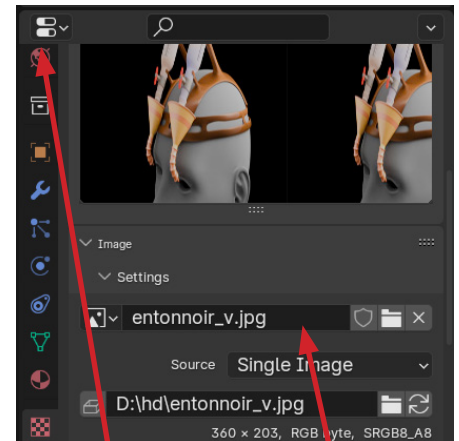 Image
Settings
entonnoir_v.jpg
Source Single Image
D:\hd\entonnoir_v.jpg
360 × 203, RGB byte, SRGB8_A8